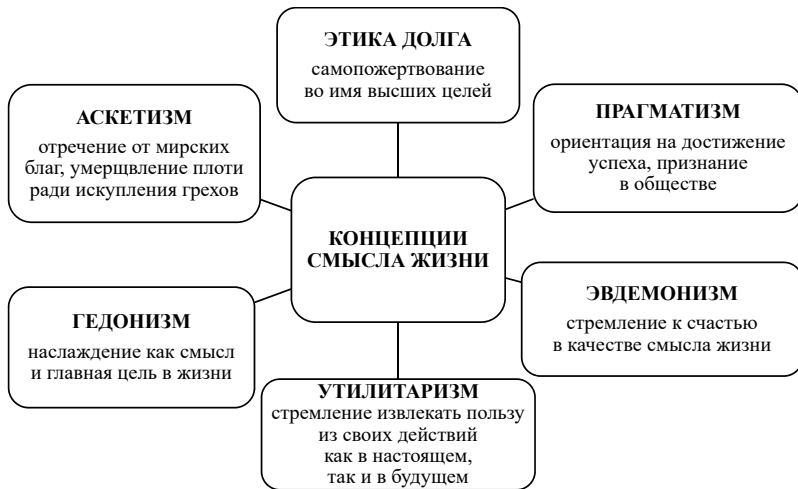 ЭТИКА ДОЛГА
самопожертвование
во имя высших целей
АСКЕТИЗМ
отречение от мирских
благ, умерщвление плоти
ради искупления грехов
ПРАГМАТИЗМ
ориентация на достижение
успеха, признание
в обществе
КОНЦЕПЦИИ
СМЫСЛА ЖИЗНИ
ГЕДОНИЗМ
наслаждение как смысл
и главная цель в жизни
ЭВДЕМОНИЗМ
стремление к счастью
в качестве смысла жизни
УТИЛИТАРИЗМ
стремление извлекать пользу
из своих действий
как в настоящем,
так и в будущем